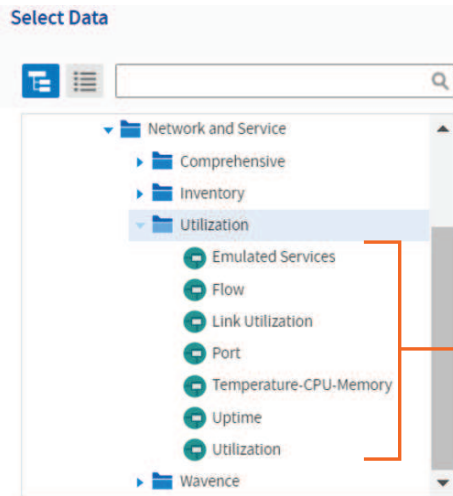 Select Data
Network and Service
Comprehensive
Inventory
Utilization
Emulated Services
Flow
Link Utilization
Port
Temperature-CPU-Memory
Uptime
Utilization
Wavence